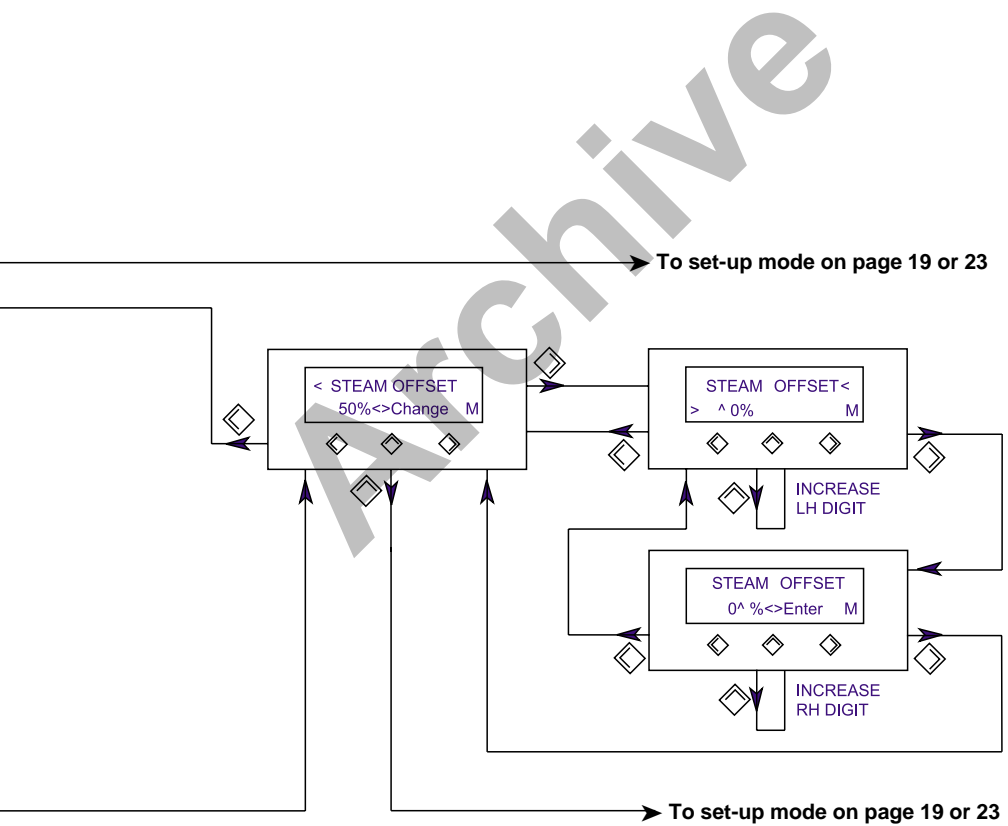 Archive
To set-up mode on page 19 or 23
< STEAM OFFSET
50%<>Change M
STEAM OFFSET<
> ^ 0% M
INCREASE
LH DIGIT
STEAM OFFSET
0^ %<>Enter M
INCREASE
RH DIGIT
To set-up mode on page 19 or 23